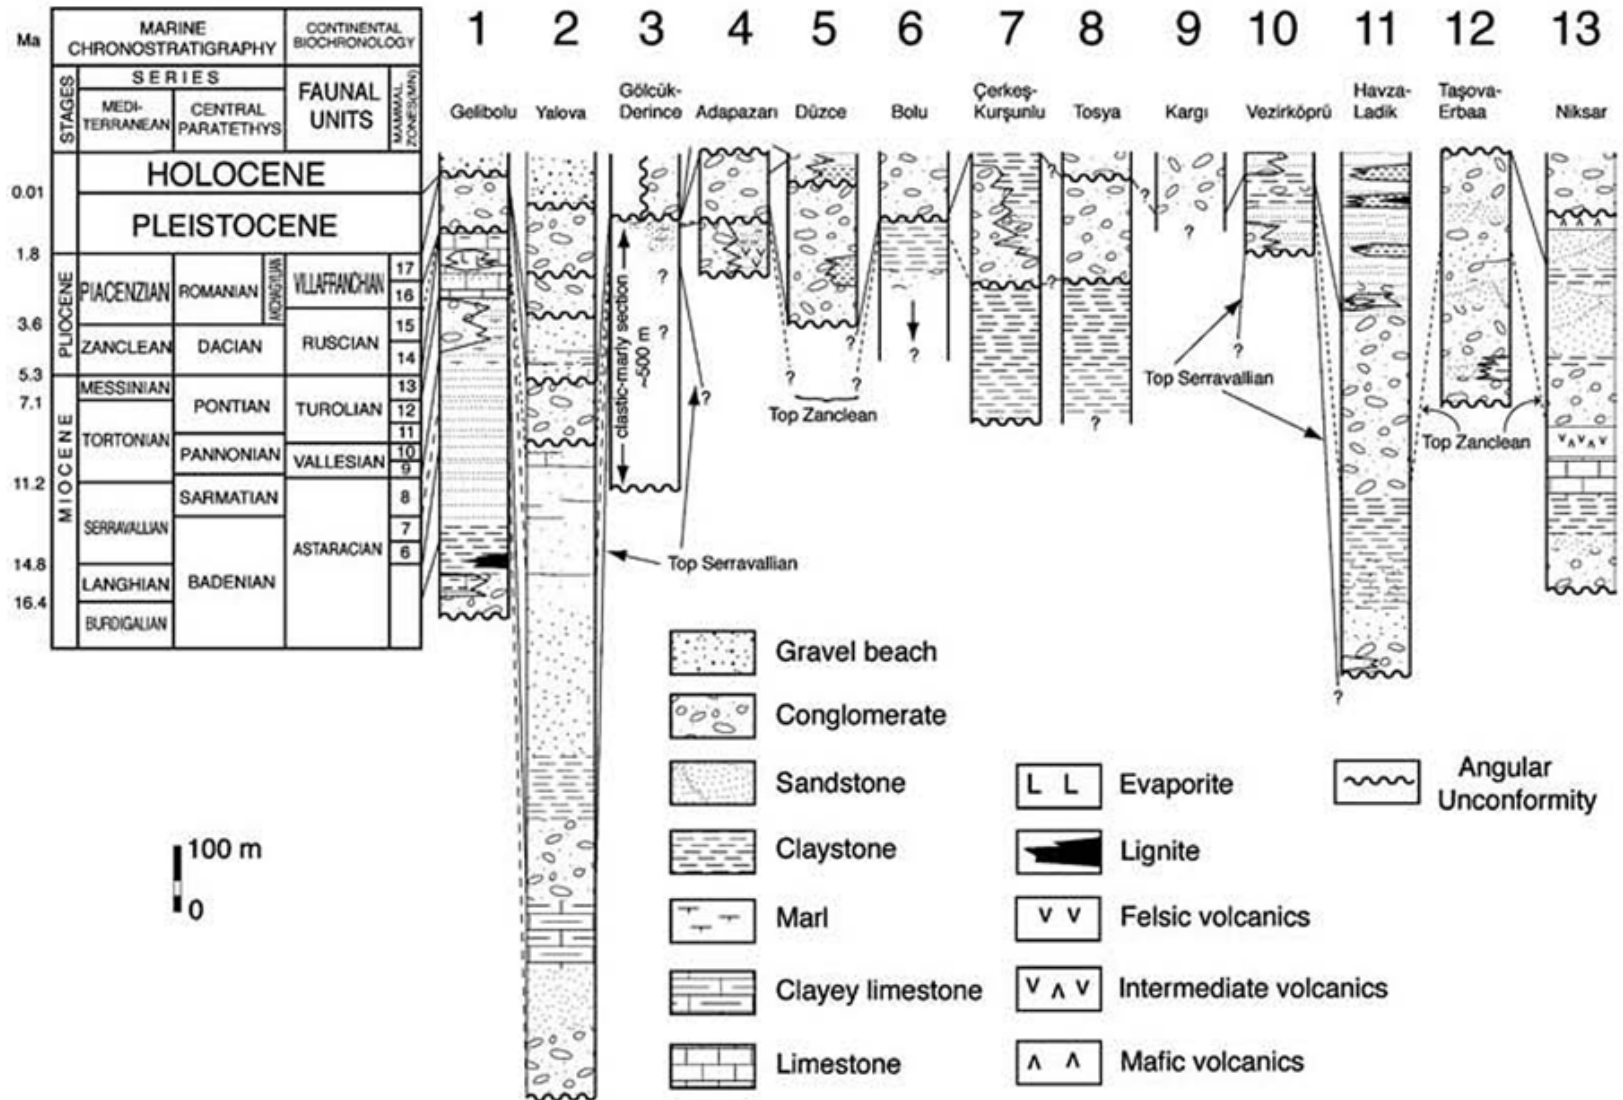 Ma
MARINE
CHRONOSTRATIGRAPHY
CONTINENTAL
BIOCHRONOLOGY
STAGES
SERIES
MEDI-
TERRANEAN
CENTRAL
PARATETHYS
FAUNAL
UNITS
MAMMAL
ZONES(MN)
1
2
3
4
5
6
7
8
9
10
11
12
13
Gelibolu
Yalova
Gölcük-
Derince
Adapazarı
Düzce
Bolu
Çerkeş-
Kurşunlu
Tosya
Kargı
Vezirköprü
Havza-
Ladik
Taşova-
Erbaa
Niksar
HOLOCENE
0.01
PLEISTOCENE
1.8
PLIOCENE
PIACENZIAN
ROMANIAN
VILLAFRANCHIAN
17
16
3.6
ZANCLEAN
DACIAN
RUSCIAN
15
14
5.3
MIOCENE
MESSINIAN
7.1
PONTIAN
TUROLIAN
13
12
11
TORTONIAN
PANNONIAN
VALLESIAN
10
9
11.2
SARMATIAN
8
SERRAVALLIAN
ASTARACIAN
7
6
14.8
LANGHIAN
BADENIAN
16.4
BURDIGALIAN
L L
clastic-marly section
~500 m
?
?
?
Top Serravallian
? ?
?
Top Zanclean
?
?
?
?
?
?
?
Top Serravallian
?
?
Top Zanclean
100 m
0
Gravel beach
Conglomerate
Sandstone
Claystone
Marl
Clayey limestone
Limestone
L L
Evaporite
Lignite
v v
Felsic volcanics
v ʌ v
Intermediate volcanics
ʌ ʌ
Mafic volcanics
Angular
Unconformity